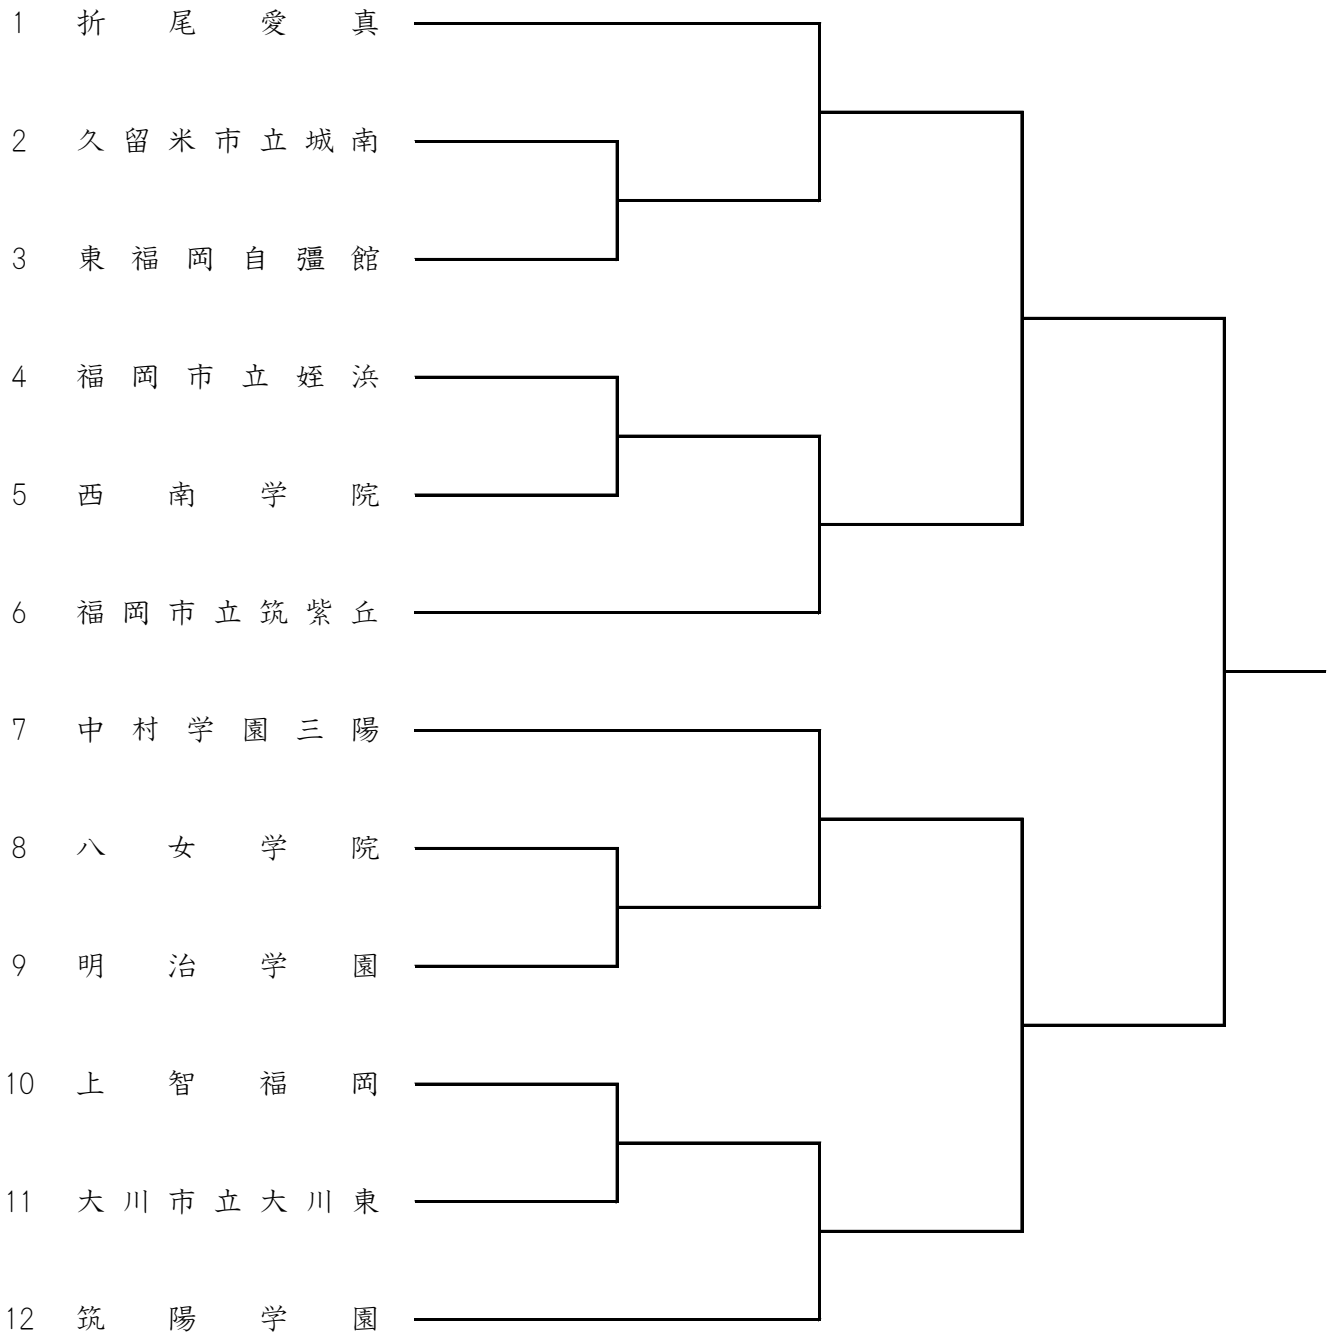 1 折尾愛真
2 久留米市立城南
3 東福岡自彊館
4 福岡市立姪浜
5 西南学院
6 福岡市立筑紫丘
7 中村学園三陽
8 八女学院
9 明治学園
10 上智福岡
11 大川市立大川東
12 筑陽学園